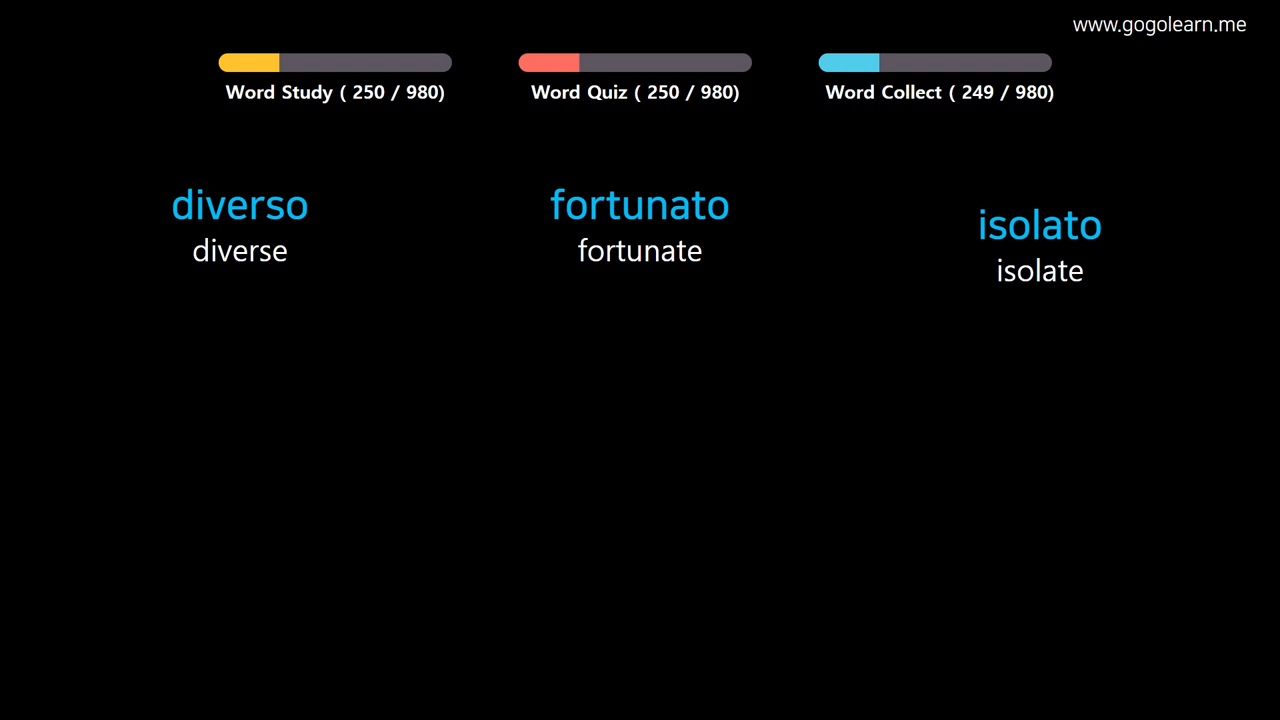 www.gogolearn.me
Word Study ( 250 / 980)
Word Quiz ( 250 / 980)
Word Collect ( 249 / 980)
diverso
diverse
fortunato
fortunate
isolato
isolate